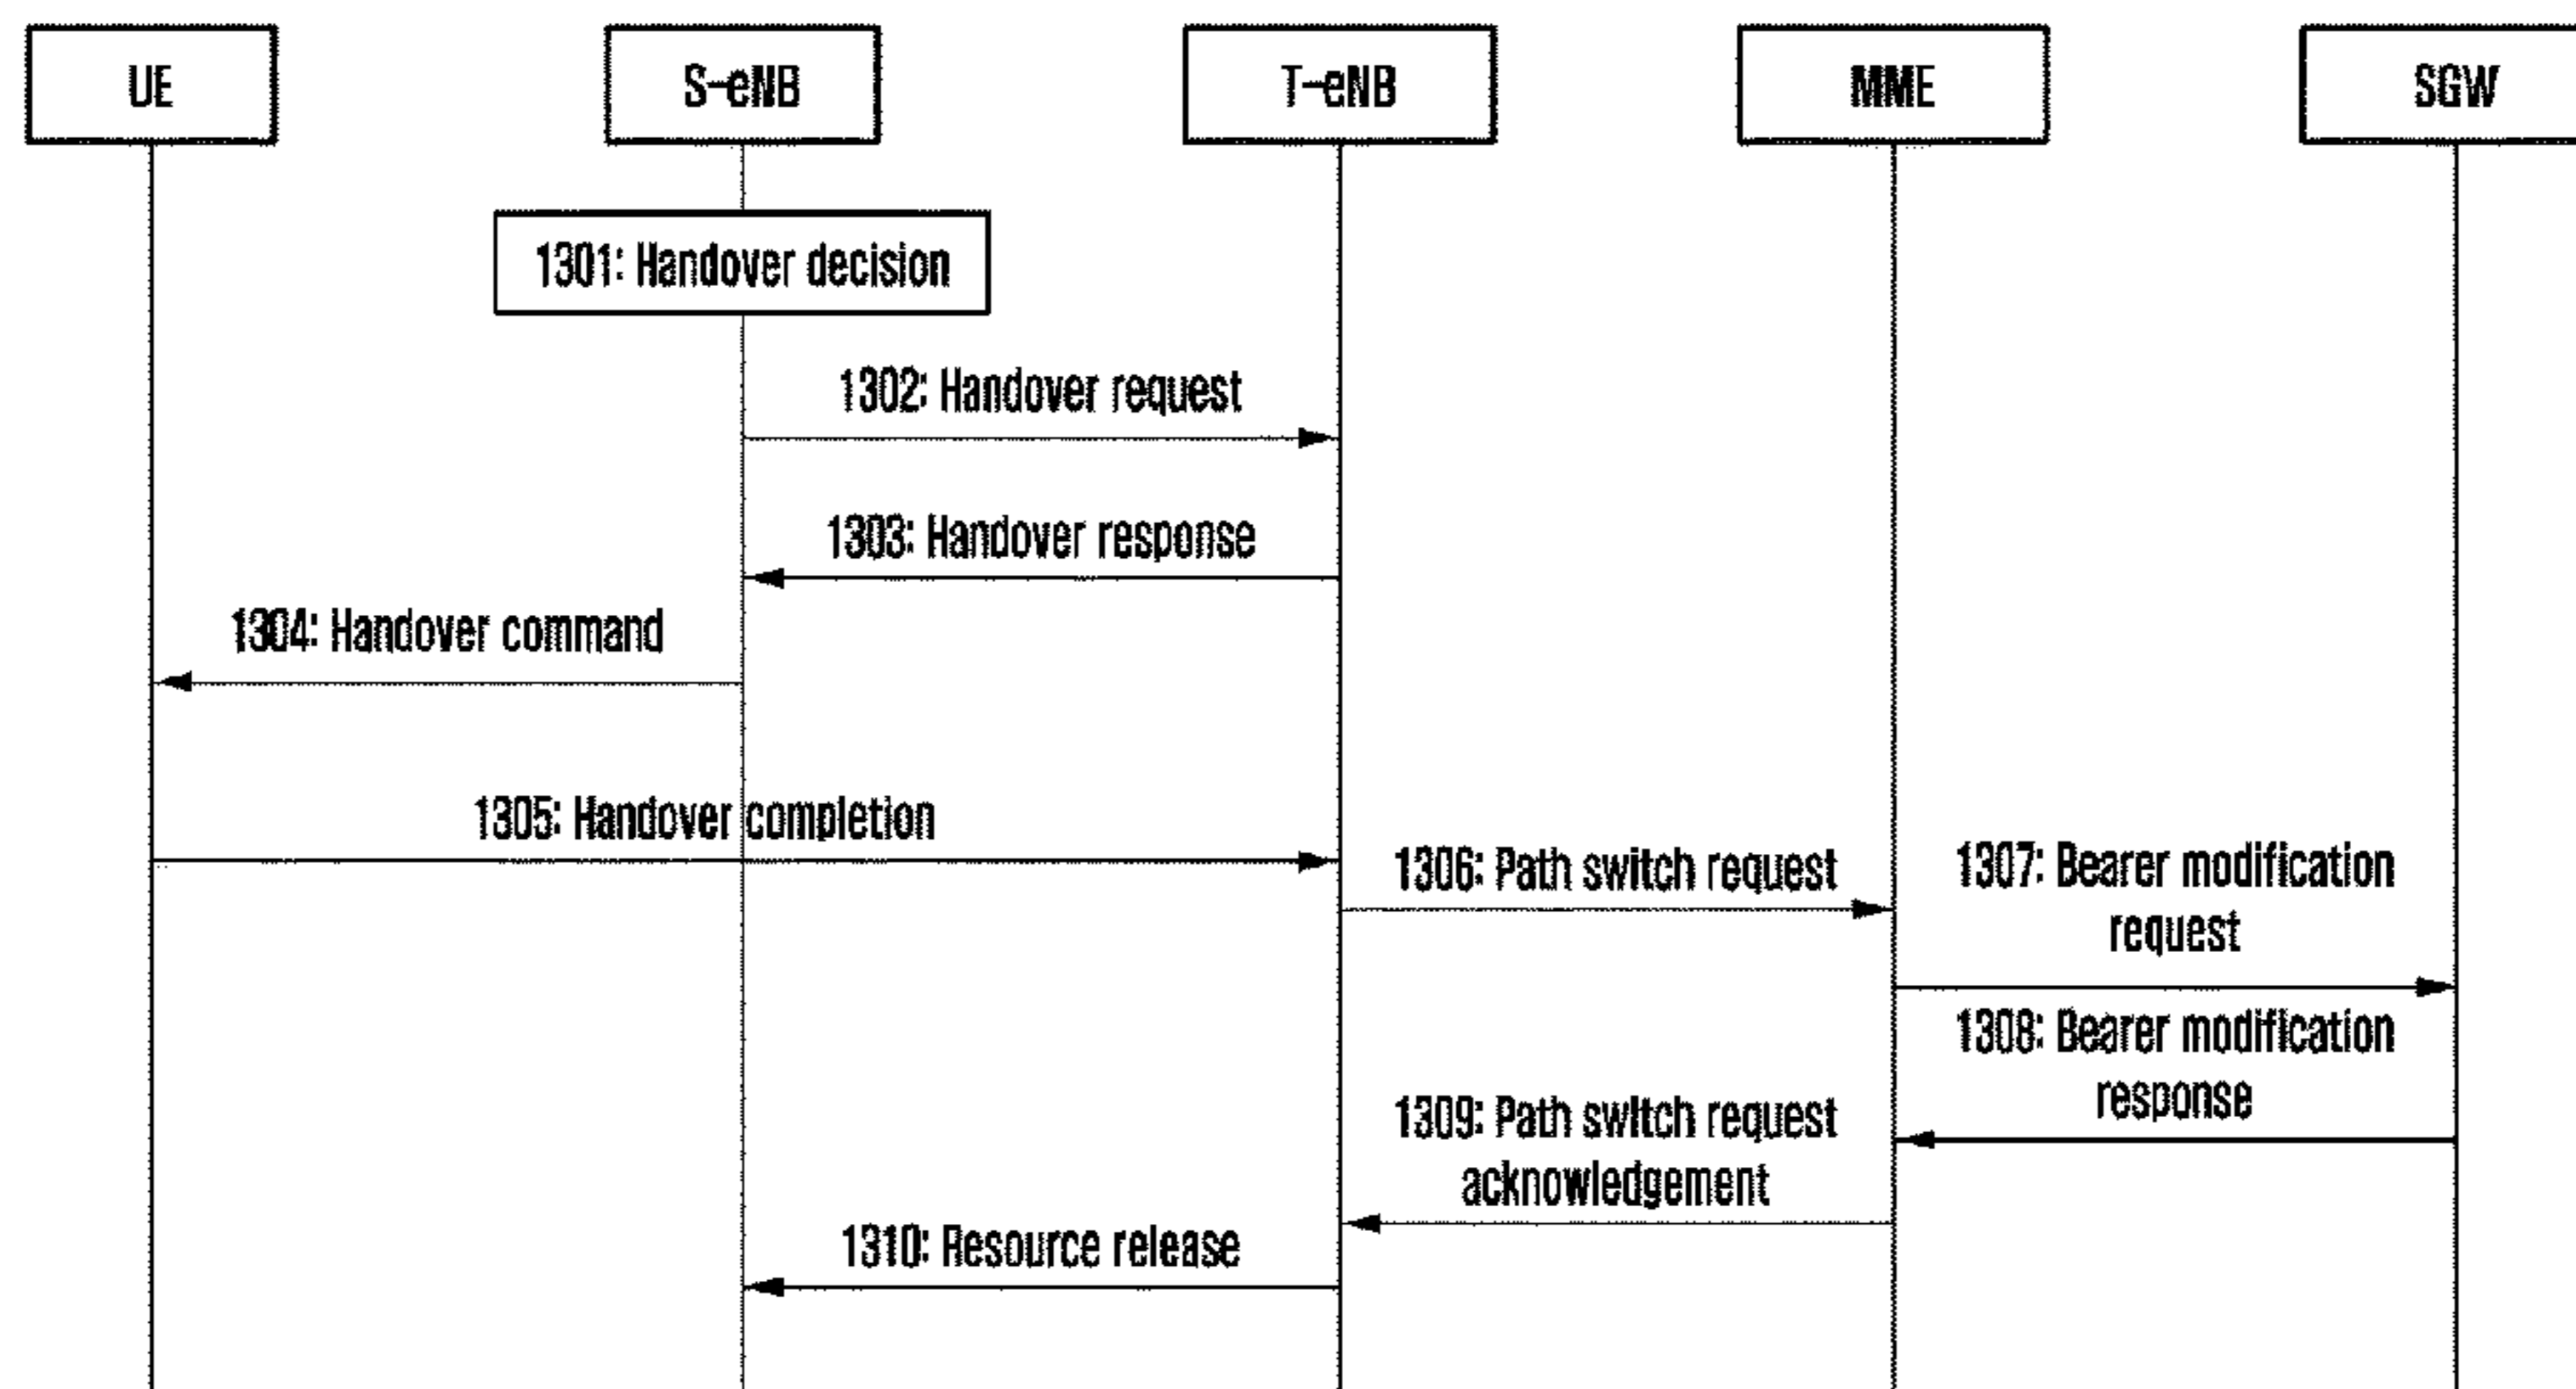 UE
S-eNB
T-eNB
MME
SGW
1301: Handover decision
1302: Handover request
1303: Handover response
1304: Handover command
1305: Handover completion
1306: Path switch request
1307: Bearer modification
request
1308: Bearer modification
response
1309: Path switch request
acknowledgement
1310: Resource release